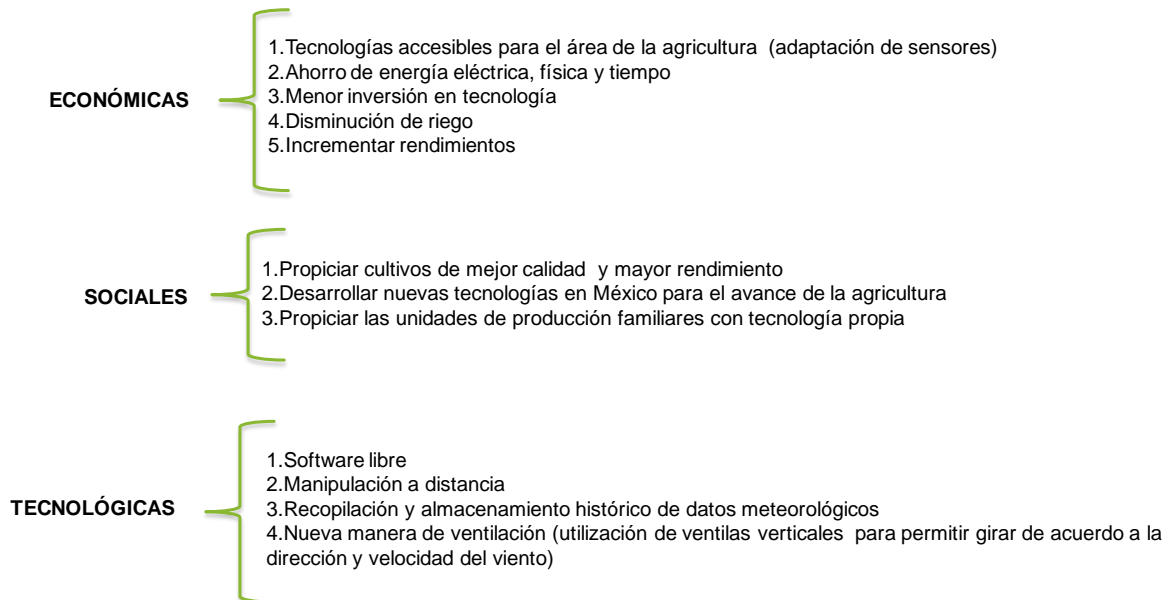 ECONÓMICAS
1.Tecnologías accesibles para el área de la agricultura (adaptación de sensores)
2.Ahorro de energía eléctrica, física y tiempo
3.Menor inversión en tecnología
4.Disminución de riego
5.Incrementar rendimientos
SOCIALES
1.Propiciar cultivos de mejor calidad y mayor rendimiento
2.Desarrollar nuevas tecnologías en México para el avance de la agricultura
3.Propiciar las unidades de producción familiares con tecnología propia
TECNOLÓGICAS
1.Software libre
2.Manipulación a distancia
3.Recopilación y almacenamiento histórico de datos meteorológicos
4.Nueva manera de ventilación (utilización de ventilas verticales para permitir girar de acuerdo a la
dirección y velocidad del viento)